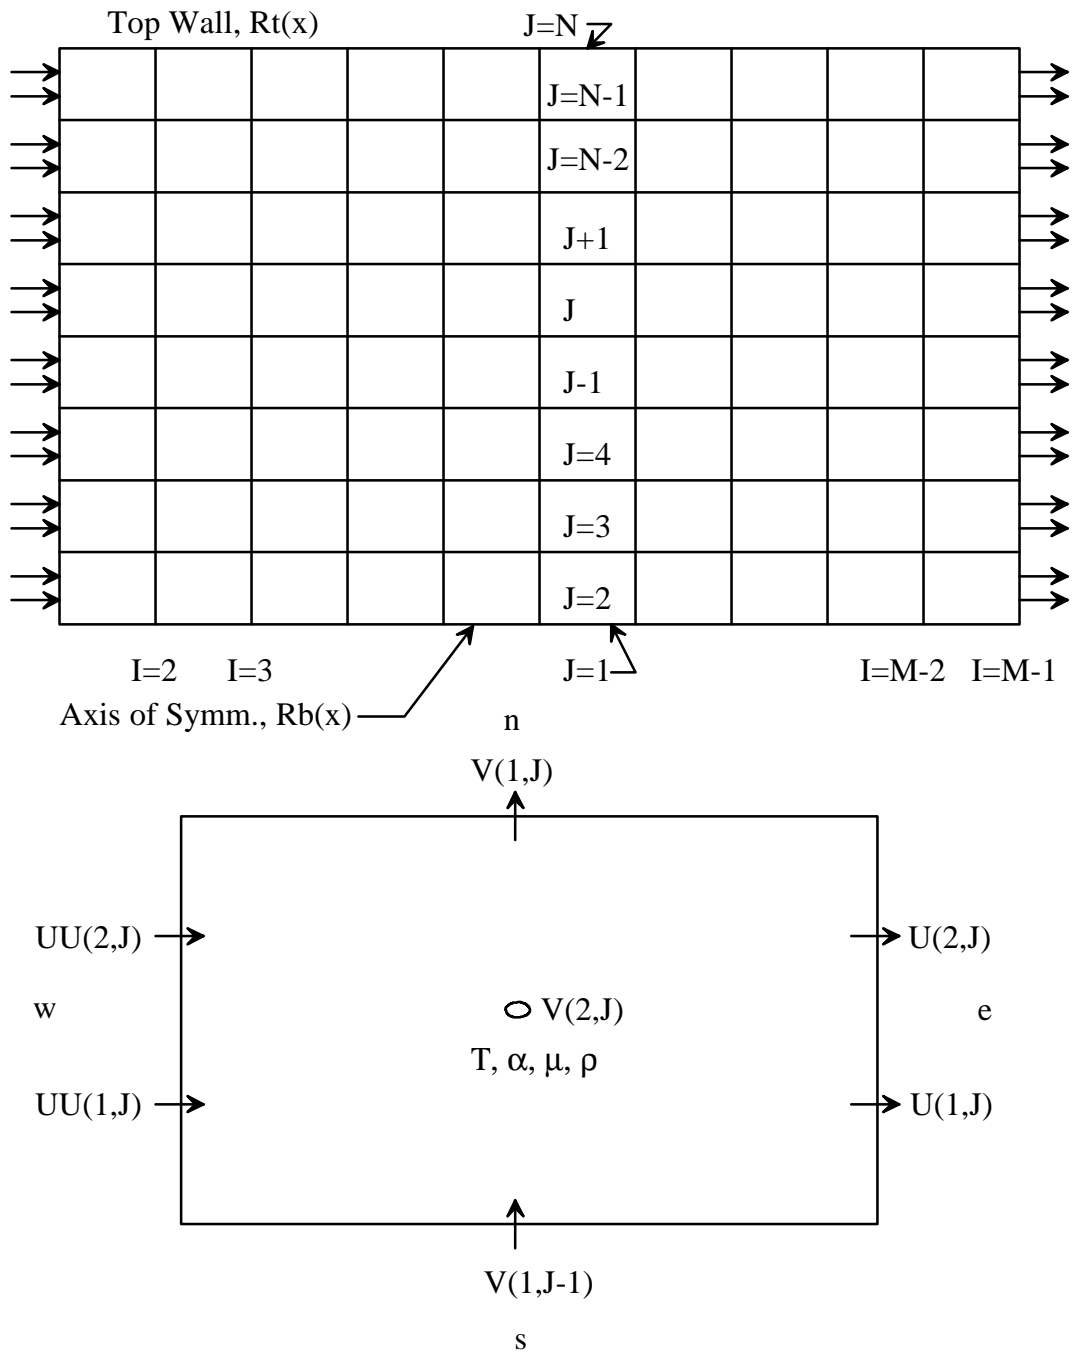 Top Wall, Rt(x)
J=N
J=N-1
J=N-2
J+1
J
J-1
J=4
J=3
J=2
I=2 I=3 J=1 I=M-2 I=M-1
Axis of Symm., Rb(x)
n
V(1,J)
UU(2,J) U(2,J)
w V(2,J) e
T, α, μ, ρ
UU(1,J) U(1,J)
V(1,J-1)
s